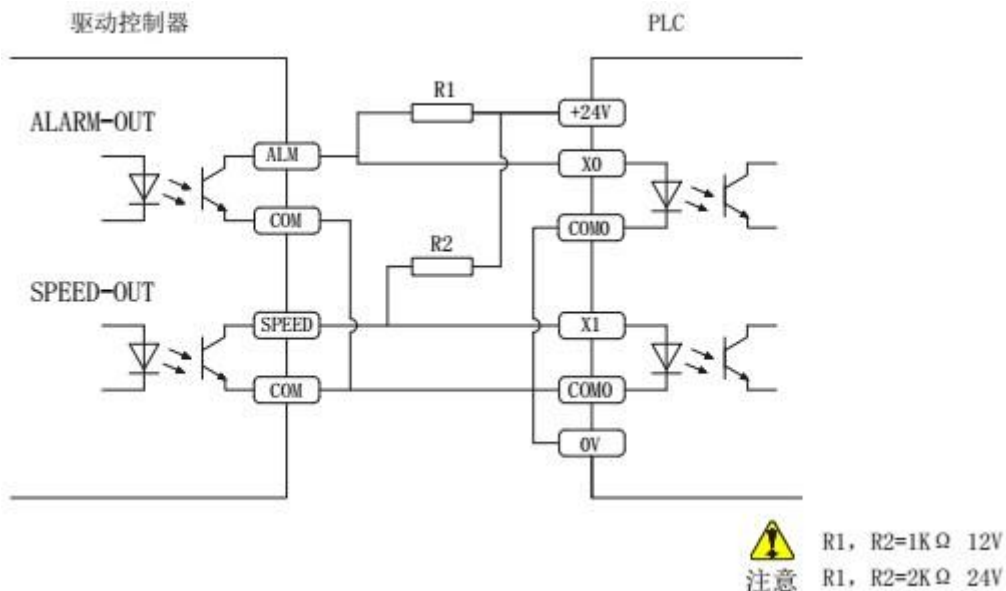 驱动控制器
PLC
ALARM-OUT
R1
+24V
ALM
X0
COM
COM0
R2
SPEED-OUT
SPEED
X1
COM
COM0
0V
注意
R1, R2=1KΩ 12V
R1, R2=2KΩ 24V